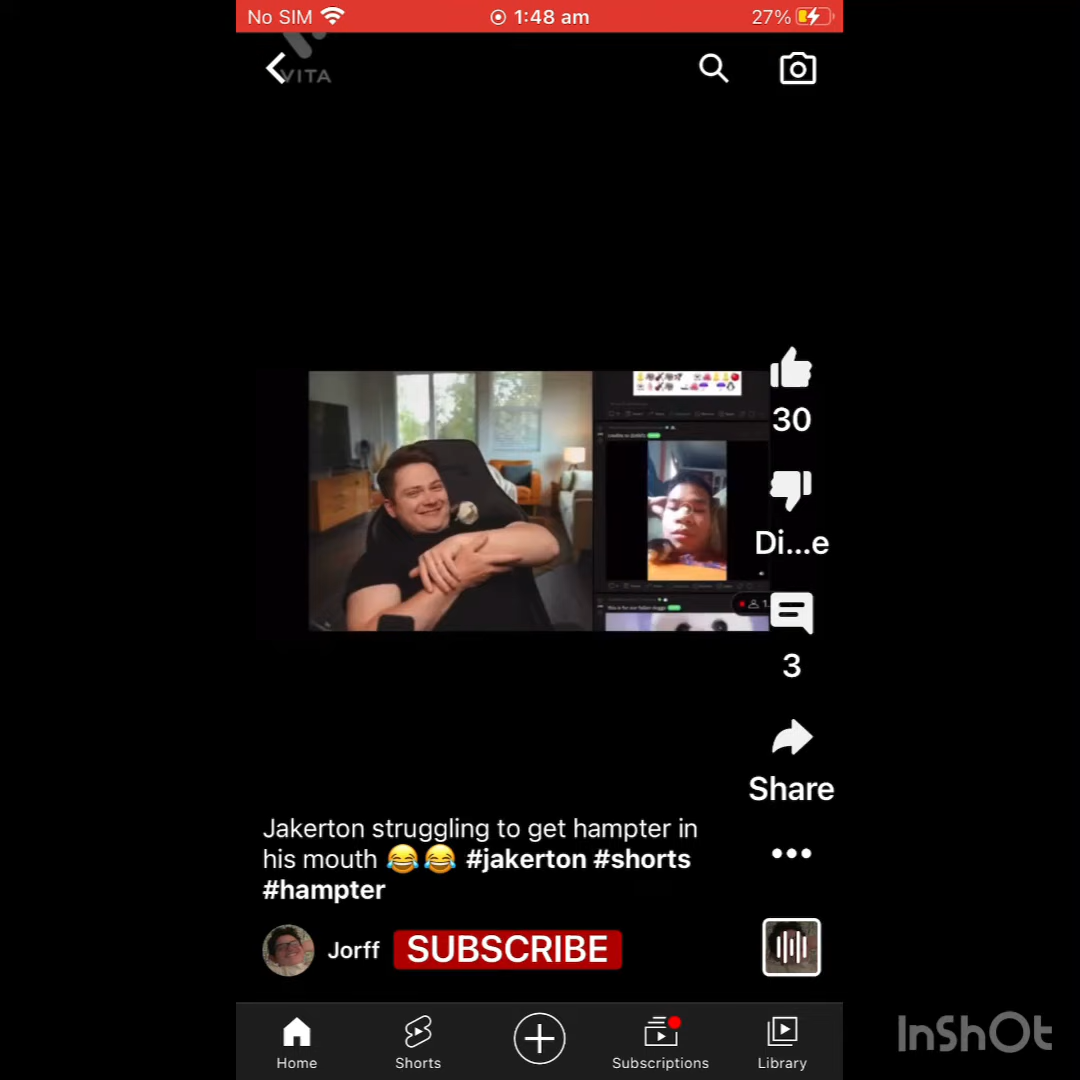 No SIM
1:48 am
27%
VITA
30
Di...e
3
Share
Jakerton struggling to get hampter in
his mouth 😂😂 #jakerton #shorts
#hampter
Jorff
SUBSCRIBE
Home
Shorts
Subscriptions
Library
InShOt